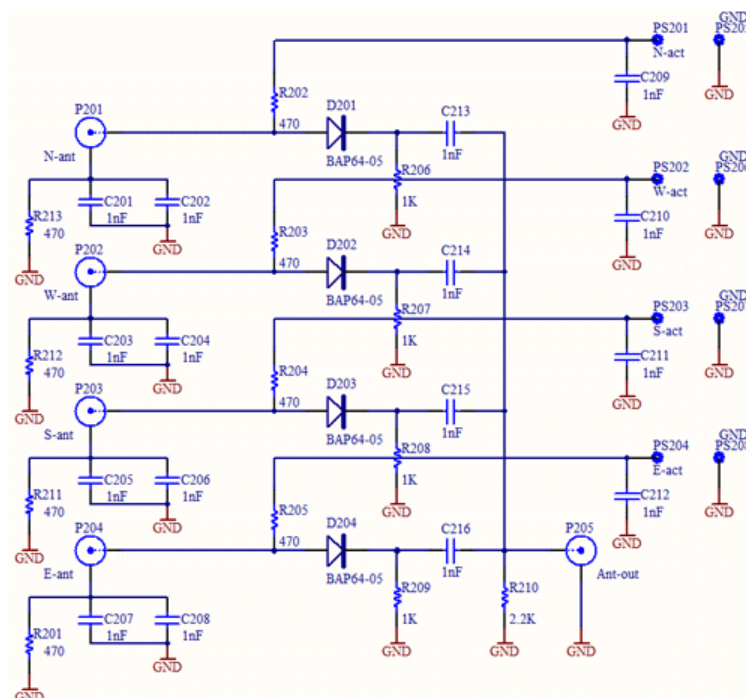 GND
PS201
PS205
N-act
C209
1nF
GND
GND
R202
470
P201
N-ant
D201
BAP64-05
C213
1nF
R206
1K
GND
C201
1nF
C202
1nF
R213
470
GND
GND
GND
PS202
W-act
C210
1nF
GND
GND
R203
470
P202
W-ant
D202
BAP64-05
C214
1nF
R207
1K
GND
C203
1nF
C204
1nF
R212
470
GND
GND
GND
PS203
S-act
C211
1nF
GND
GND
R204
470
P203
S-ant
D203
BAP64-05
C215
1nF
R208
1K
GND
C205
1nF
C206
1nF
R211
470
GND
GND
GND
PS204
E-act
C212
1nF
GND
GND
R205
470
P204
E-ant
D204
BAP64-05
C216
1nF
P205
Ant-out
R209
1K
GND
R210
2.2K
GND
GND
C207
1nF
C208
1nF
R201
470
GND
GND